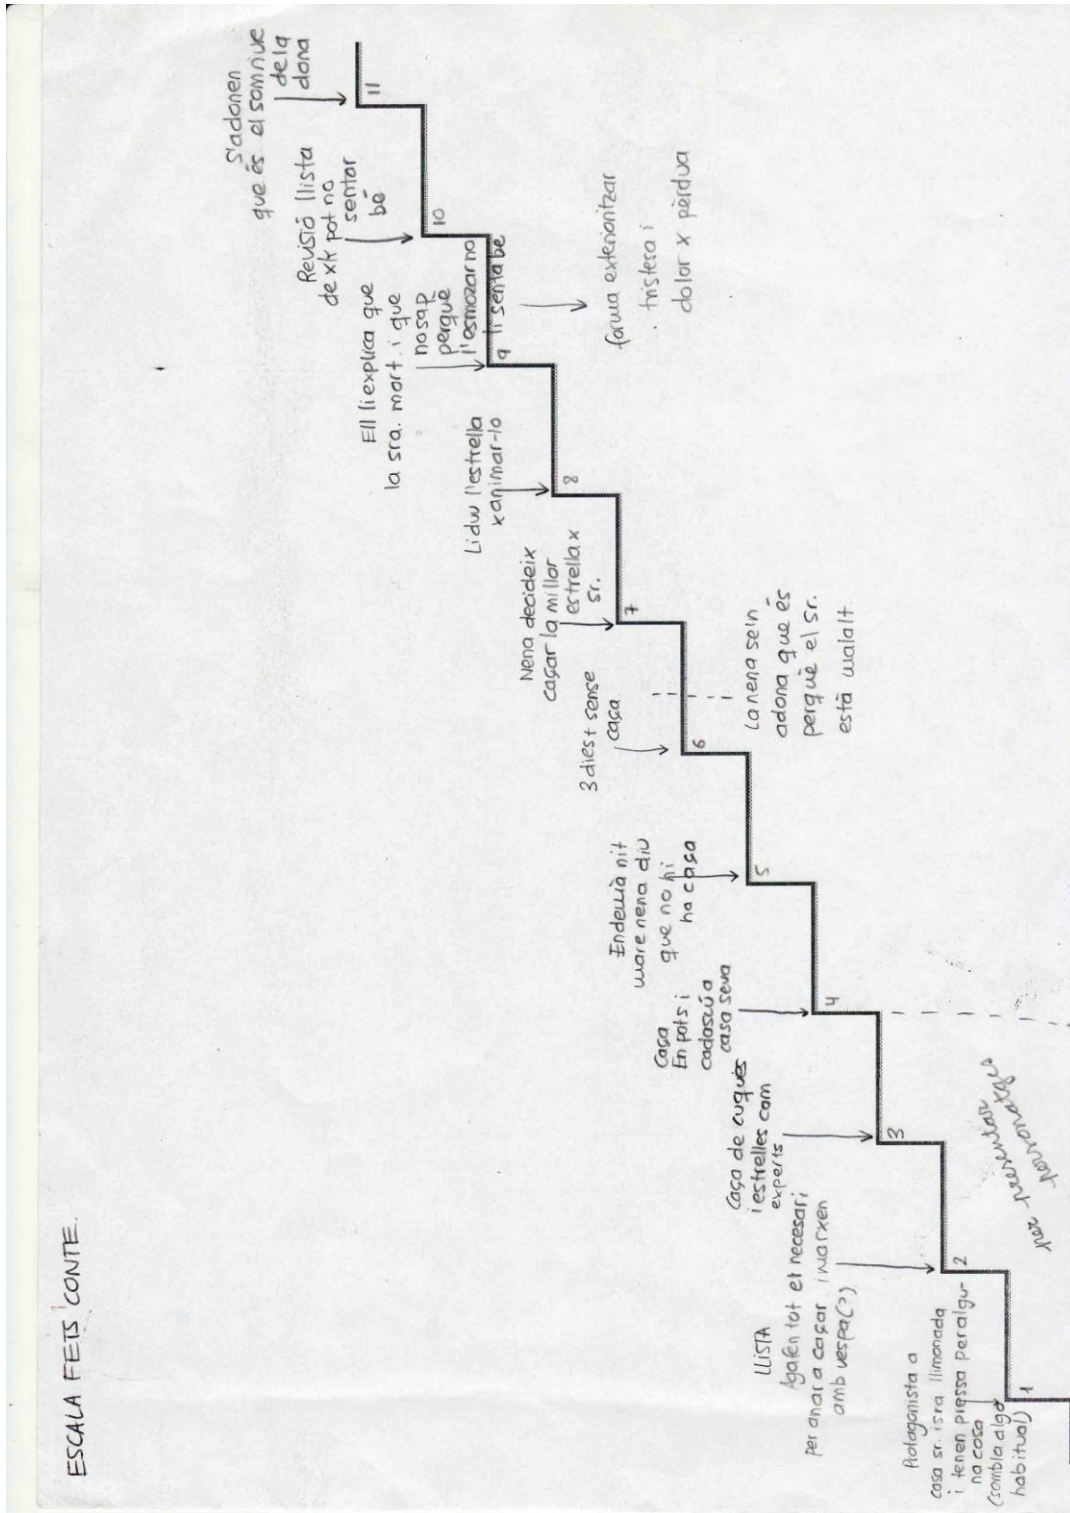 ESCALA FETS CONTE.
Protagonista a
casa sr. i sra llimonada
i tenen pressa per algu-
na cosa
(sembla algo
habitual)
1
LLISTA
Agafen tot el necesari
per anar a caçar i marxen
amb vespa(?)
2
per presentar
personatges
Caça de cuques
i estrelles com
experts
3
Caça
En pots i
cadascú a
casa seva
4
Endemà nit
mare nena diu
que no hi
ha caça
5
3 dies + sense
caça
6
La nena se'n
adona que és
perquè el sr.
està malalt.
Nena decideix
caçar la millor
estrella x
sr.
7
Li du l'estrella
x animar-lo
8
Ell li explica que
la sra. mort. i que
no sap
perquè
l'esmozar no
li senta be
9
forma exterioritzar
tristesa i
dolor x pèrdua
Revisió llista
de xk pot no
sentar
bé
10
S'adonen
que és el somriure
de la
dona
11